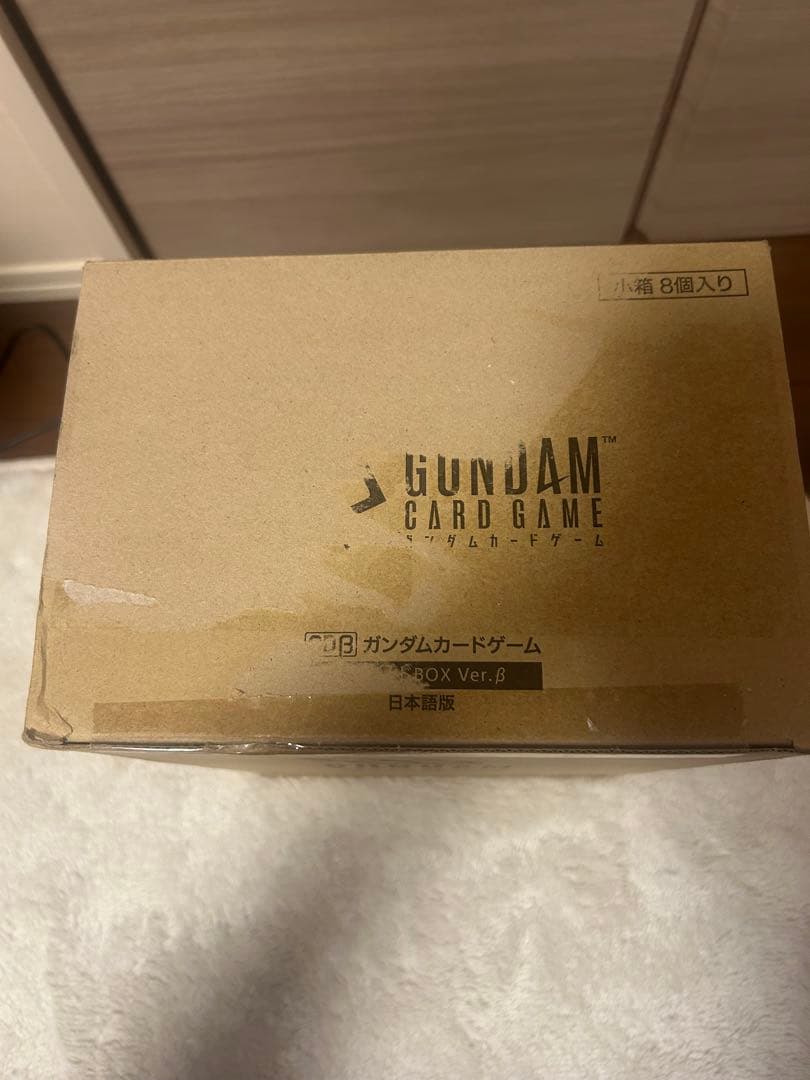 小箱 8個入り
GUNDAM™
CARD GAME
ガンダムカードゲーム
GDβ ガンダムカードゲーム
BOX Ver.β
日本語版